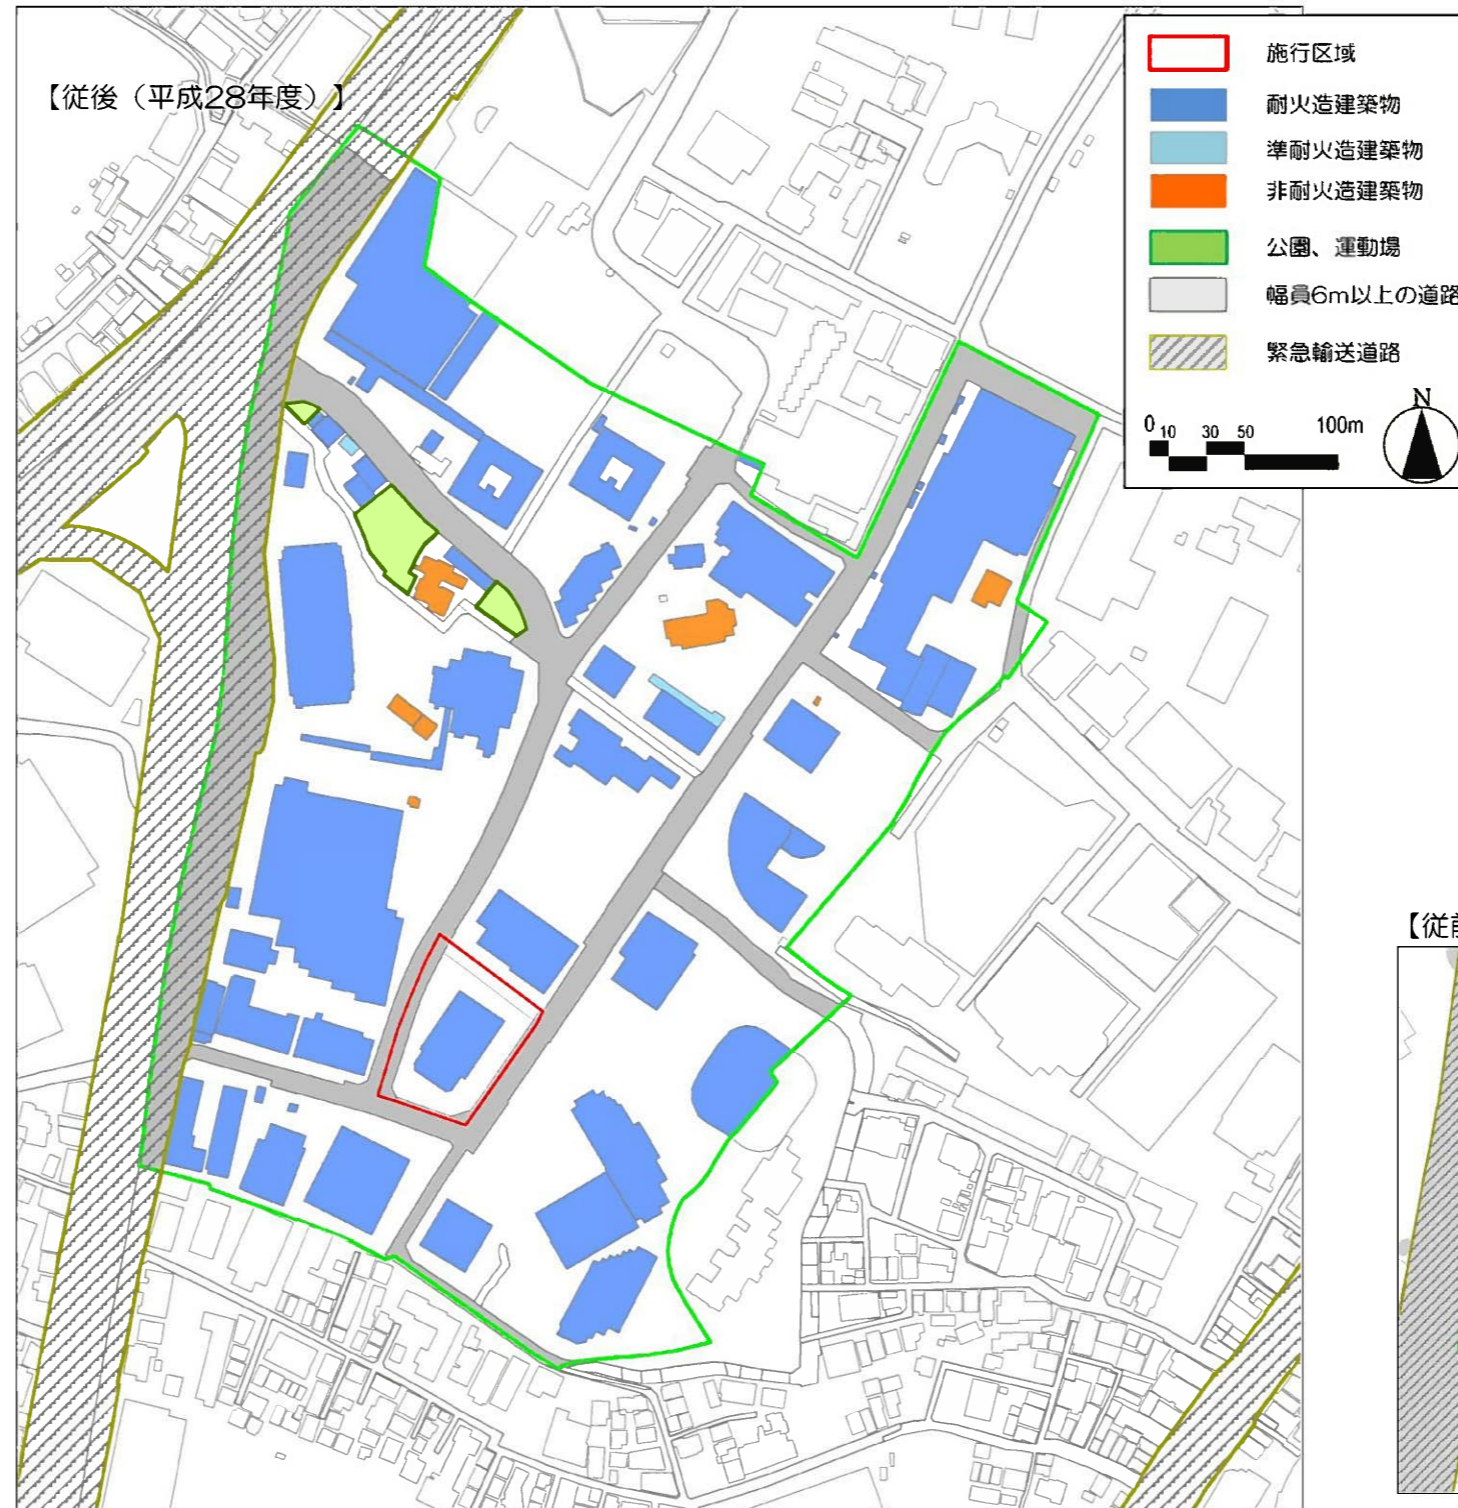 【従後（平成28年度）】
施行区域
耐火造建築物
準耐火造建築物
非耐火造建築物
公園、運動場
幅員6m以上の道路
緊急輸送道路
0 10 30 50 100m
N
【従前